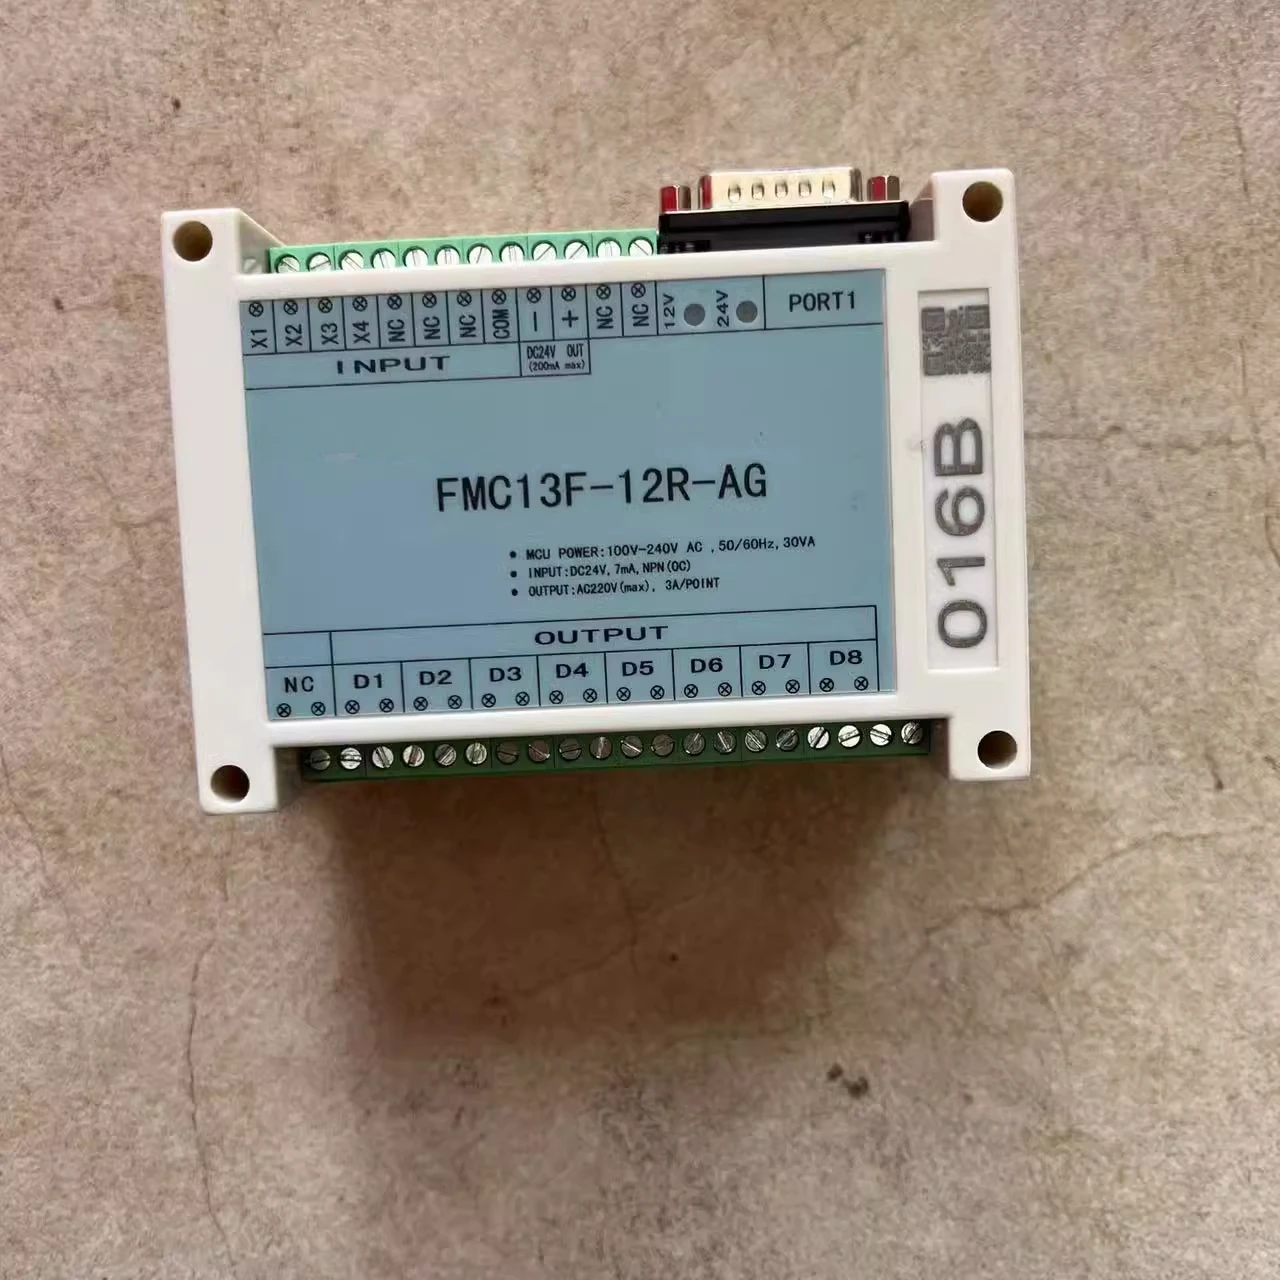 X1 X2 X3 X4 NC NC NC COM − + NC NC 12V 24V PORT1
INPUT
DC24V OUT
(200mA max)
FMC13F-12R-AG
• MCU POWER:100V-240V AC ,50/60Hz,30VA
• INPUT:DC24V,7mA,NPN(OC)
• OUTPUT:AC220V(max), 3A/POINT
OUTPUT
NC D1 D2 D3 D4 D5 D6 D7 D8
016B